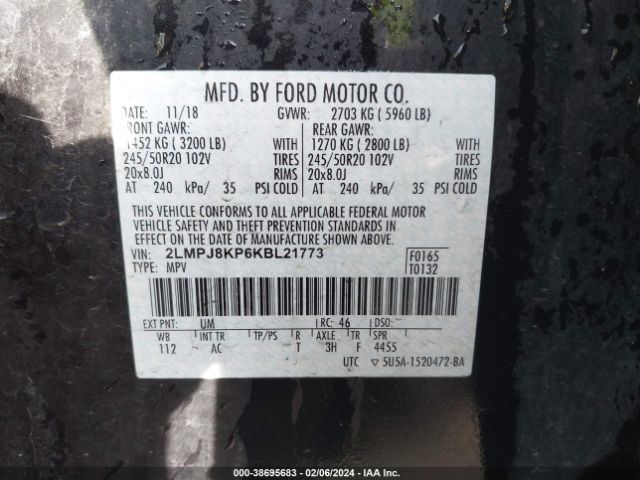 MFD. BY FORD MOTOR CO.
DATE: 11/18 GVWR: 2703 KG ( 5960 LB)
FRONT GAWR: REAR GAWR:
1452 KG ( 3200 LB) WITH 1270 KG ( 2800 LB) WITH
245/50R20 102V TIRES 245/50R20 102V TIRES
20x8.0J RIMS 20x8.0J RIMS
AT 240 kPa/ 35 PSI COLD AT 240 kPa/ 35 PSI COLD
THIS VEHICLE CONFORMS TO ALL APPLICABLE FEDERAL MOTOR
VEHICLE SAFETY AND THEFT PREVENTION STANDARDS IN
EFFECT ON THE DATE OF MANUFACTURE SHOWN ABOVE.
VIN: 2LMPJ8KP6KBL21773 F0165
TYPE: MPV T0132
EXT PNT: UM RC: 46 DSO:
WB INT TR TP/PS R AXLE TR SPR
112 AC T 3H F 4455
UTC ▽ 5U5A-1520472-BA
000-38695683 - 02/06/2024 - IAA Inc.